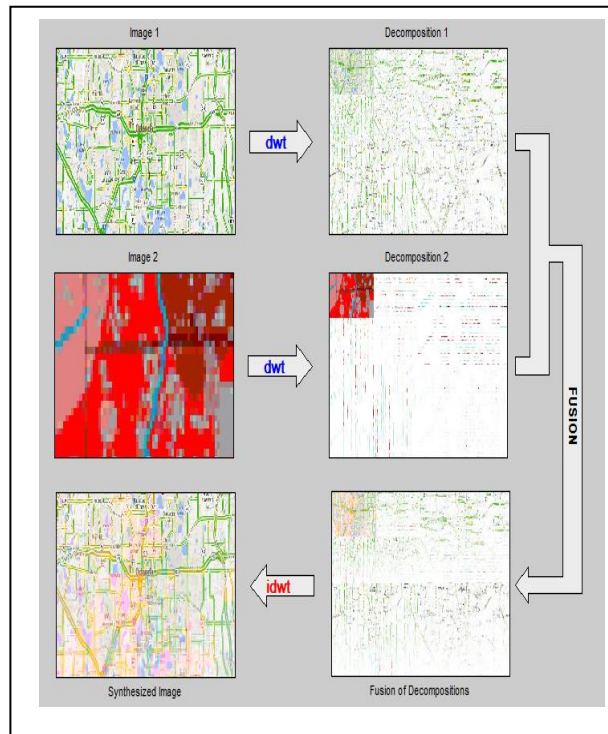 Image 1
Decomposition 1
dwt
Image 2
Decomposition 2
dwt
FUSION
idwt
Synthesized Image
Fusion of Decompositions